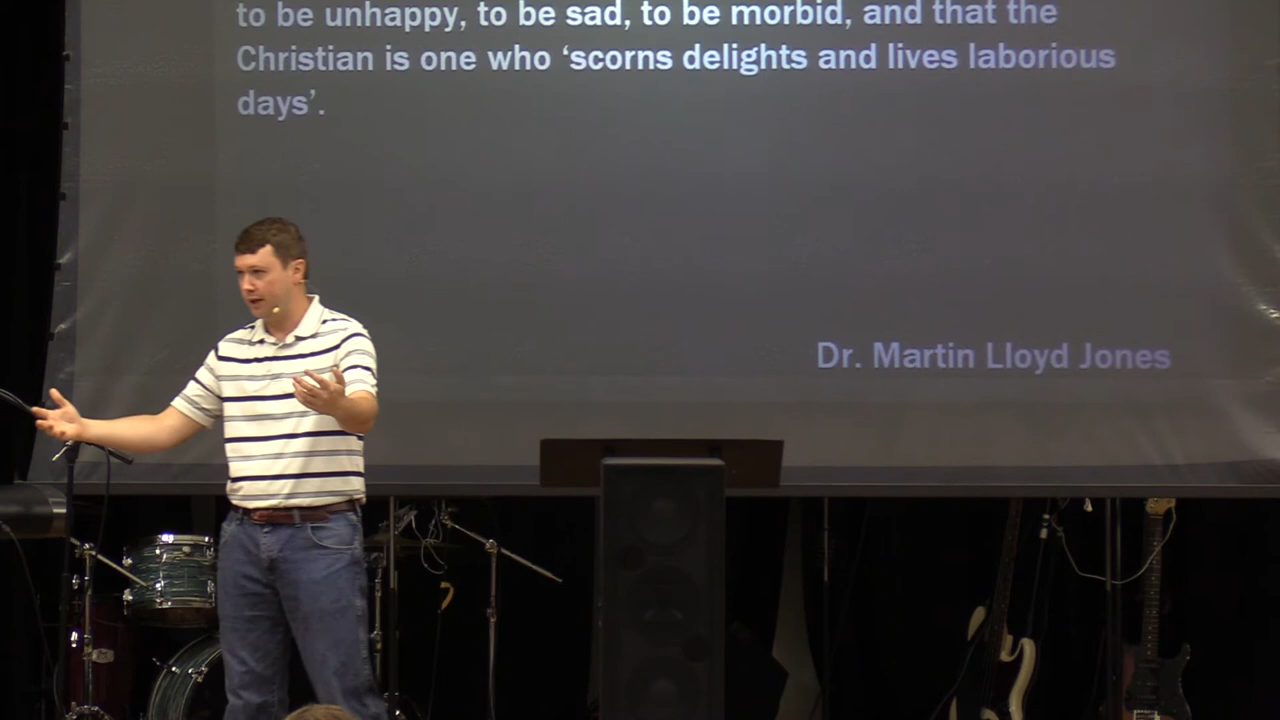 to be unhappy, to be sad, to be morbid, and that the
Christian is one who ‘scorns delights and lives laborious
days’.
Dr. Martin Lloyd Jones